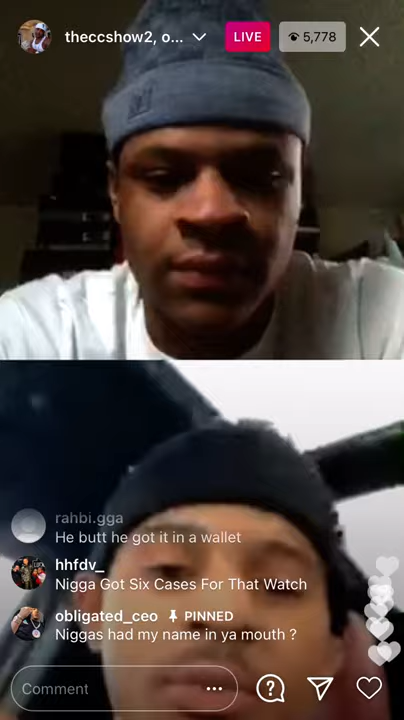 theccshow2, o...
LIVE
5,778
rahbi.gga
He butt he got it in a wallet
hhfdv_
Nigga Got Six Cases For That Watch
obligated_ceo PINNED
Niggas had my name in ya mouth ?
Comment